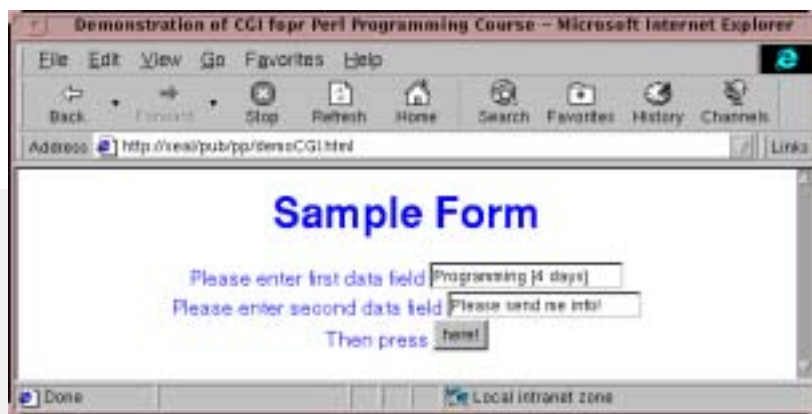 Demonstration of CGI fopr Perl Programming Course – Microsoft Internet Explorer
File Edit View Go Favorites Help
Back Forward Stop Refresh Home Search Favorites History Channels
Address http://seal/pub/pp/demoCGI.html Links
Sample Form
Please enter first data field Programming [4 days]
Please enter second data field Please send me info!
Then press here!
Done Local intranet zone